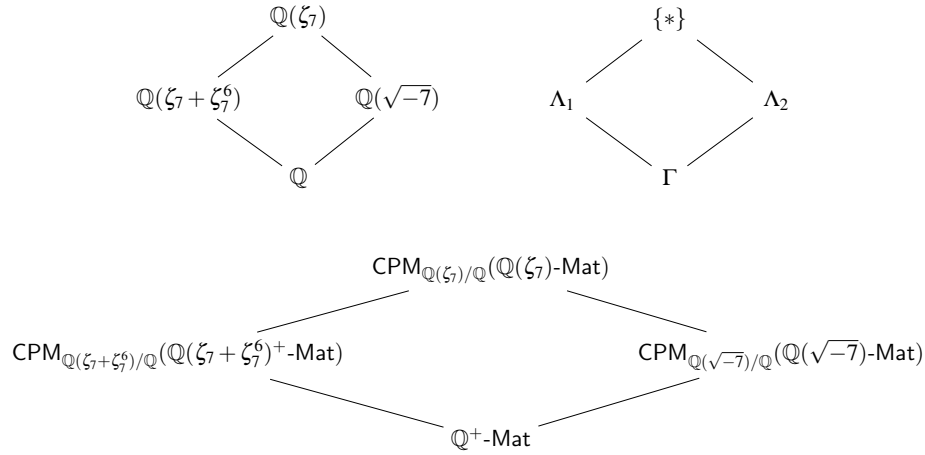 ℚ(ζ₇) {∗}
ℚ(ζ₇ + ζ₇⁶) ℚ(√−7) Λ₁ Λ₂
ℚ Γ
CPM_{ℚ(ζ₇)/ℚ}(ℚ(ζ₇)-Mat)
CPM_{ℚ(ζ₇+ζ₇⁶)/ℚ}(ℚ(ζ₇ + ζ₇⁶)⁺-Mat) CPM_{ℚ(√−7)/ℚ}(ℚ(√−7)-Mat)
ℚ⁺-Mat